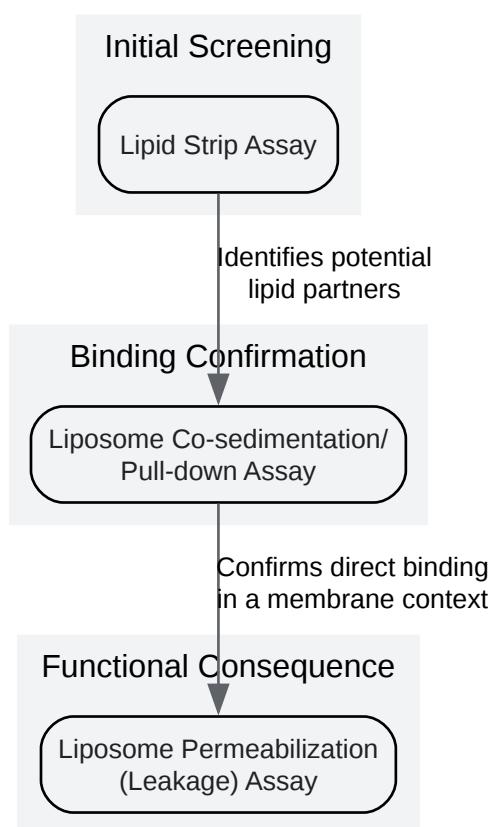 Initial Screening
Lipid Strip Assay
Identifies potential
lipid partners
Binding Confirmation
Liposome Co-sedimentation/
Pull-down Assay
Confirms direct binding
in a membrane context
Functional Consequence
Liposome Permeabilization
(Leakage) Assay